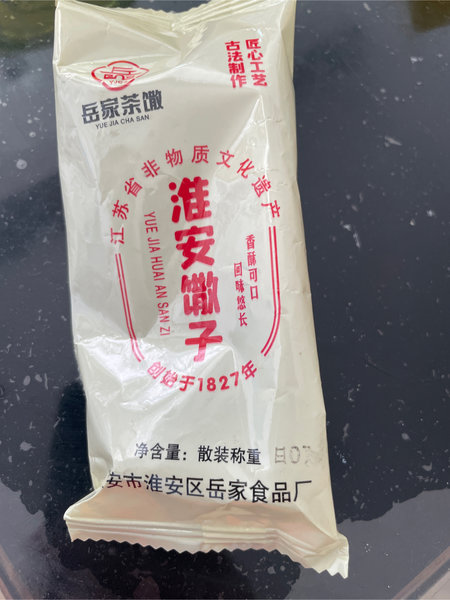 匠心工艺
古法制作
岳家茶馓
YUE JIA CHA SAN
江苏省非物质文化遗产
淮安馓子
YUE JIA HUAI AN SAN ZI
香酥可口
回味悠长
创始于1827年
净含量：散装称重
安市淮安区岳家食品厂